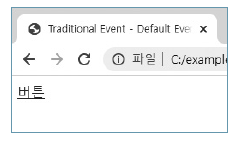 Traditional Event - Default Eve
파일 C:/example
버튼